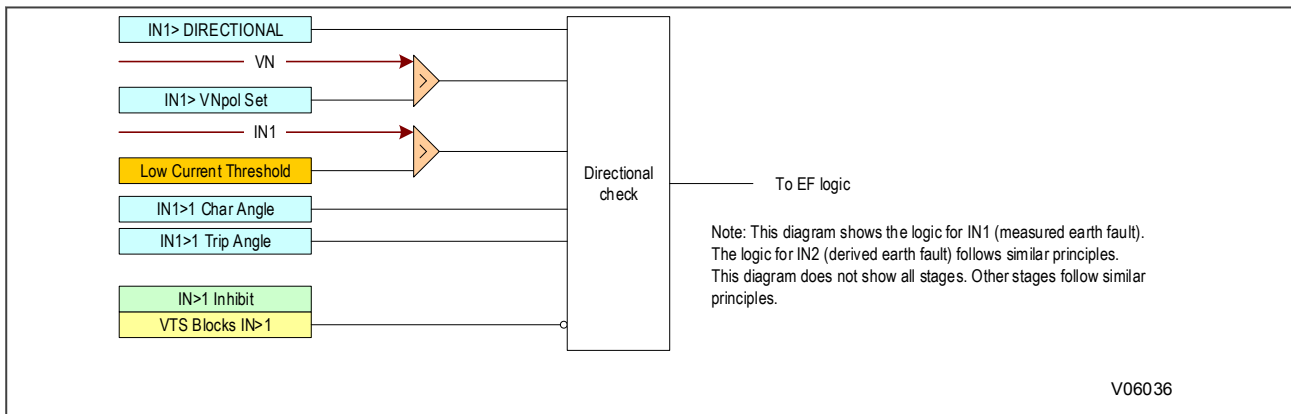 IN1> DIRECTIONAL
VN
>
IN1> VNpol Set
IN1
>
Low Current Threshold
IN1>1 Char Angle
IN1>1 Trip Angle
IN>1 Inhibit
VTS Blocks IN>1
Directional
check
To EF logic
Note: This diagram shows the logic for IN1 (measured earth fault).
The logic for IN2 (derived earth fault) follows similar principles.
This diagram does not show all stages. Other stages follow similar
principles.
V06036